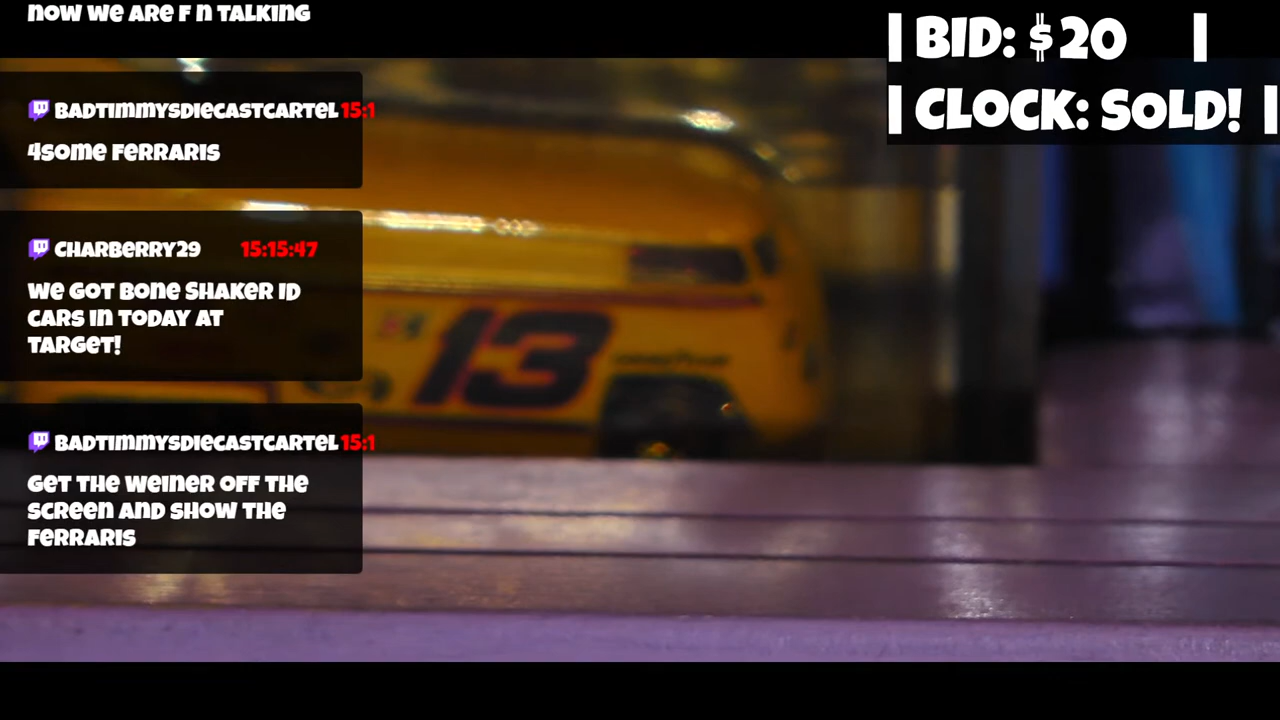 now we are F n TALKING
BADTIMMYSDIECASTCARTEL 15:1
4some Ferraris
CHARBERRY29 15:15:47
We got Bone Shaker ID
cars in today at
Target!
BADTIMMYSDIECASTCARTEL 15:1
Get the weiner off the
screen and show the
Ferraris
| BID: $20 |
| CLOCK: SOLD! |
13
GOODYEAR